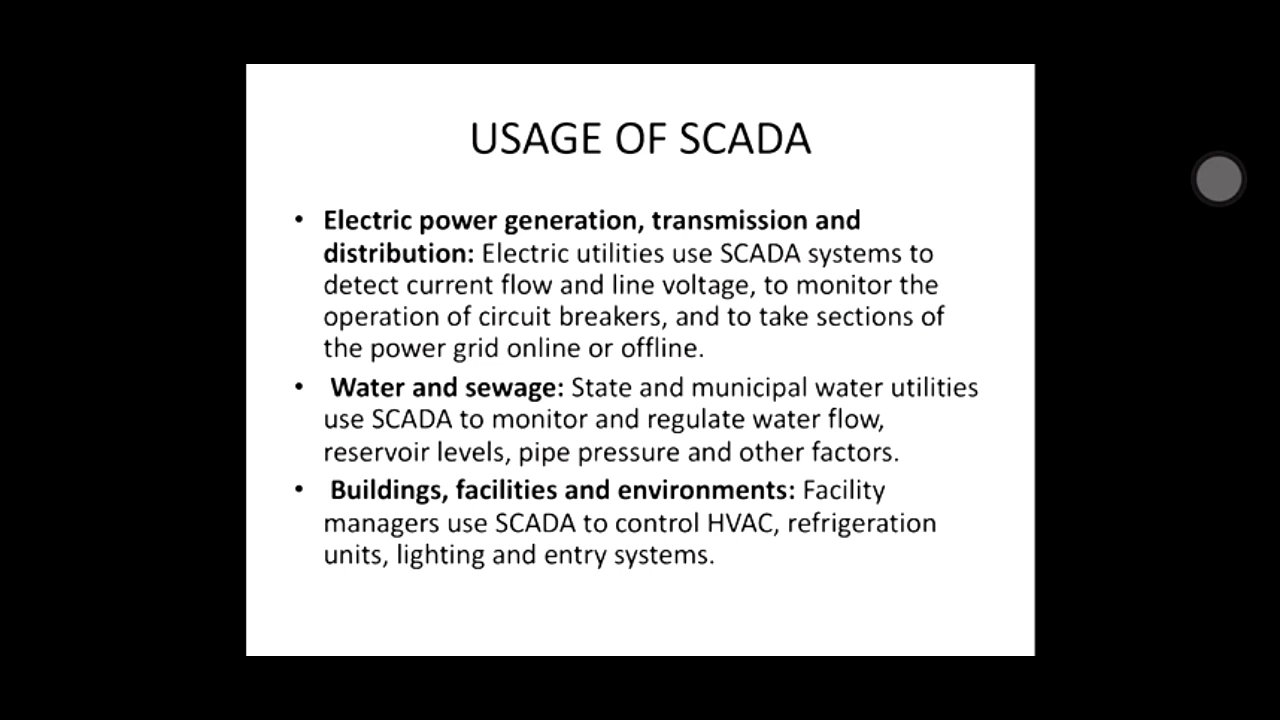 USAGE OF SCADA
• Electric power generation, transmission and
distribution: Electric utilities use SCADA systems to
detect current flow and line voltage, to monitor the
operation of circuit breakers, and to take sections of
the power grid online or offline.
• Water and sewage: State and municipal water utilities
use SCADA to monitor and regulate water flow,
reservoir levels, pipe pressure and other factors.
• Buildings, facilities and environments: Facility
managers use SCADA to control HVAC, refrigeration
units, lighting and entry systems.